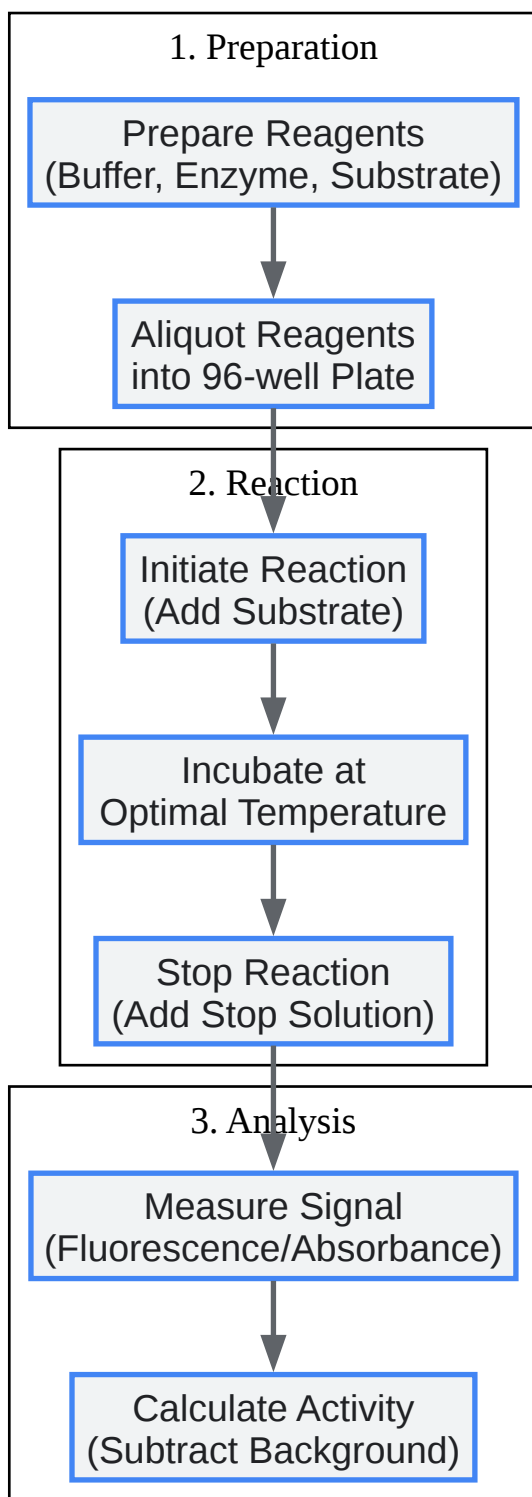 1. Preparation
Prepare Reagents
(Buffer, Enzyme, Substrate)
Aliquot Reagents
into 96-well Plate
2. Reaction
Initiate Reaction
(Add Substrate)
Incubate at
Optimal Temperature
Stop Reaction
(Add Stop Solution)
3. Analysis
Measure Signal
(Fluorescence/Absorbance)
Calculate Activity
(Subtract Background)